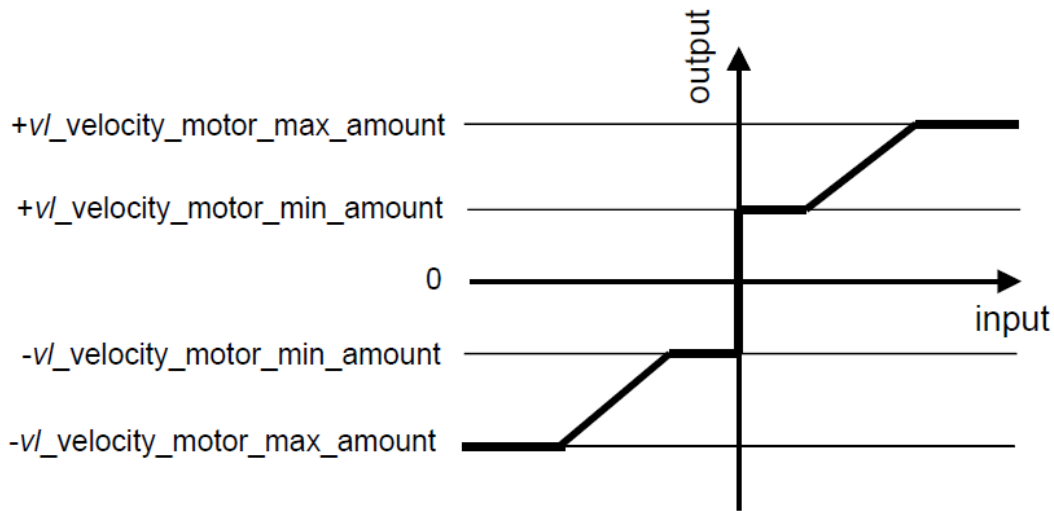 output
+vl_velocity_motor_max_amount
+vl_velocity_motor_min_amount
0
input
-vl_velocity_motor_min_amount
-vl_velocity_motor_max_amount